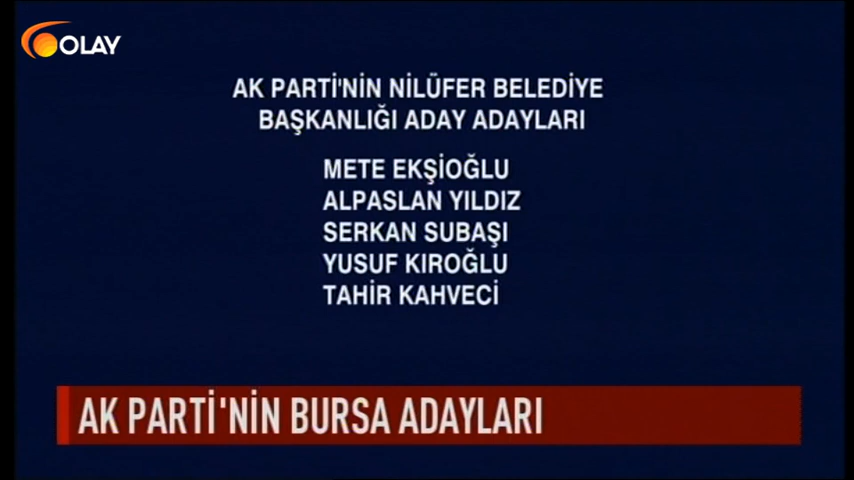 OLAY
AK PARTİ'NİN NİLÜFER BELEDİYE
BAŞKANLIĞI ADAY ADAYLARI
METE EKŞİOĞLU
ALPASLAN YILDIZ
SERKAN SUBAŞI
YUSUF KIROĞLU
TAHİR KAHVECİ
AK PARTİ'NİN BURSA ADAYLARI